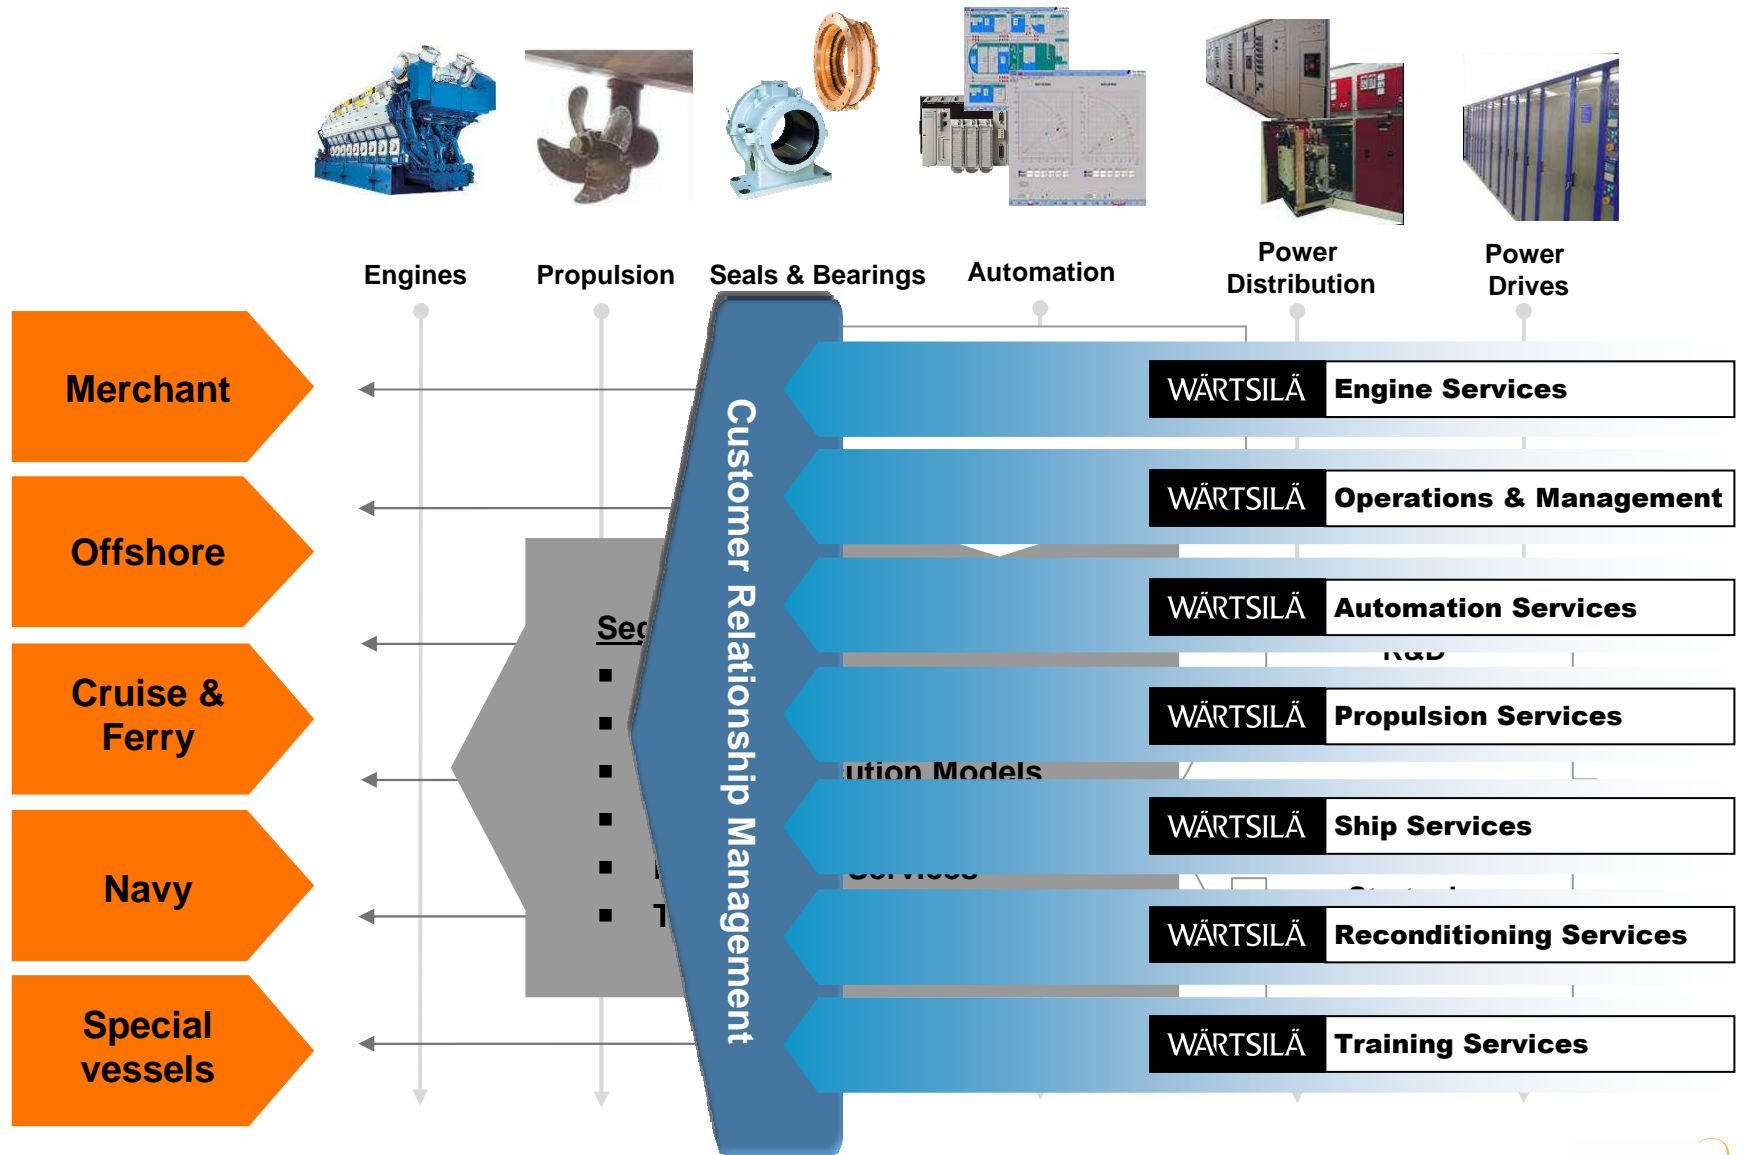 Engines
Propulsion
Seals & Bearings
Automation
Power
Distribution
Power
Drives
Merchant
Offshore
Cruise &
Ferry
Navy
Special
vessels
Customer Relationship Management
WÄRTSILÄ Engine Services
WÄRTSILÄ Operations & Management
WÄRTSILÄ Automation Services
R&D
WÄRTSILÄ Propulsion Services
Models
WÄRTSILÄ Ship Services
Services
WÄRTSILÄ Reconditioning Services
WÄRTSILÄ Training Services